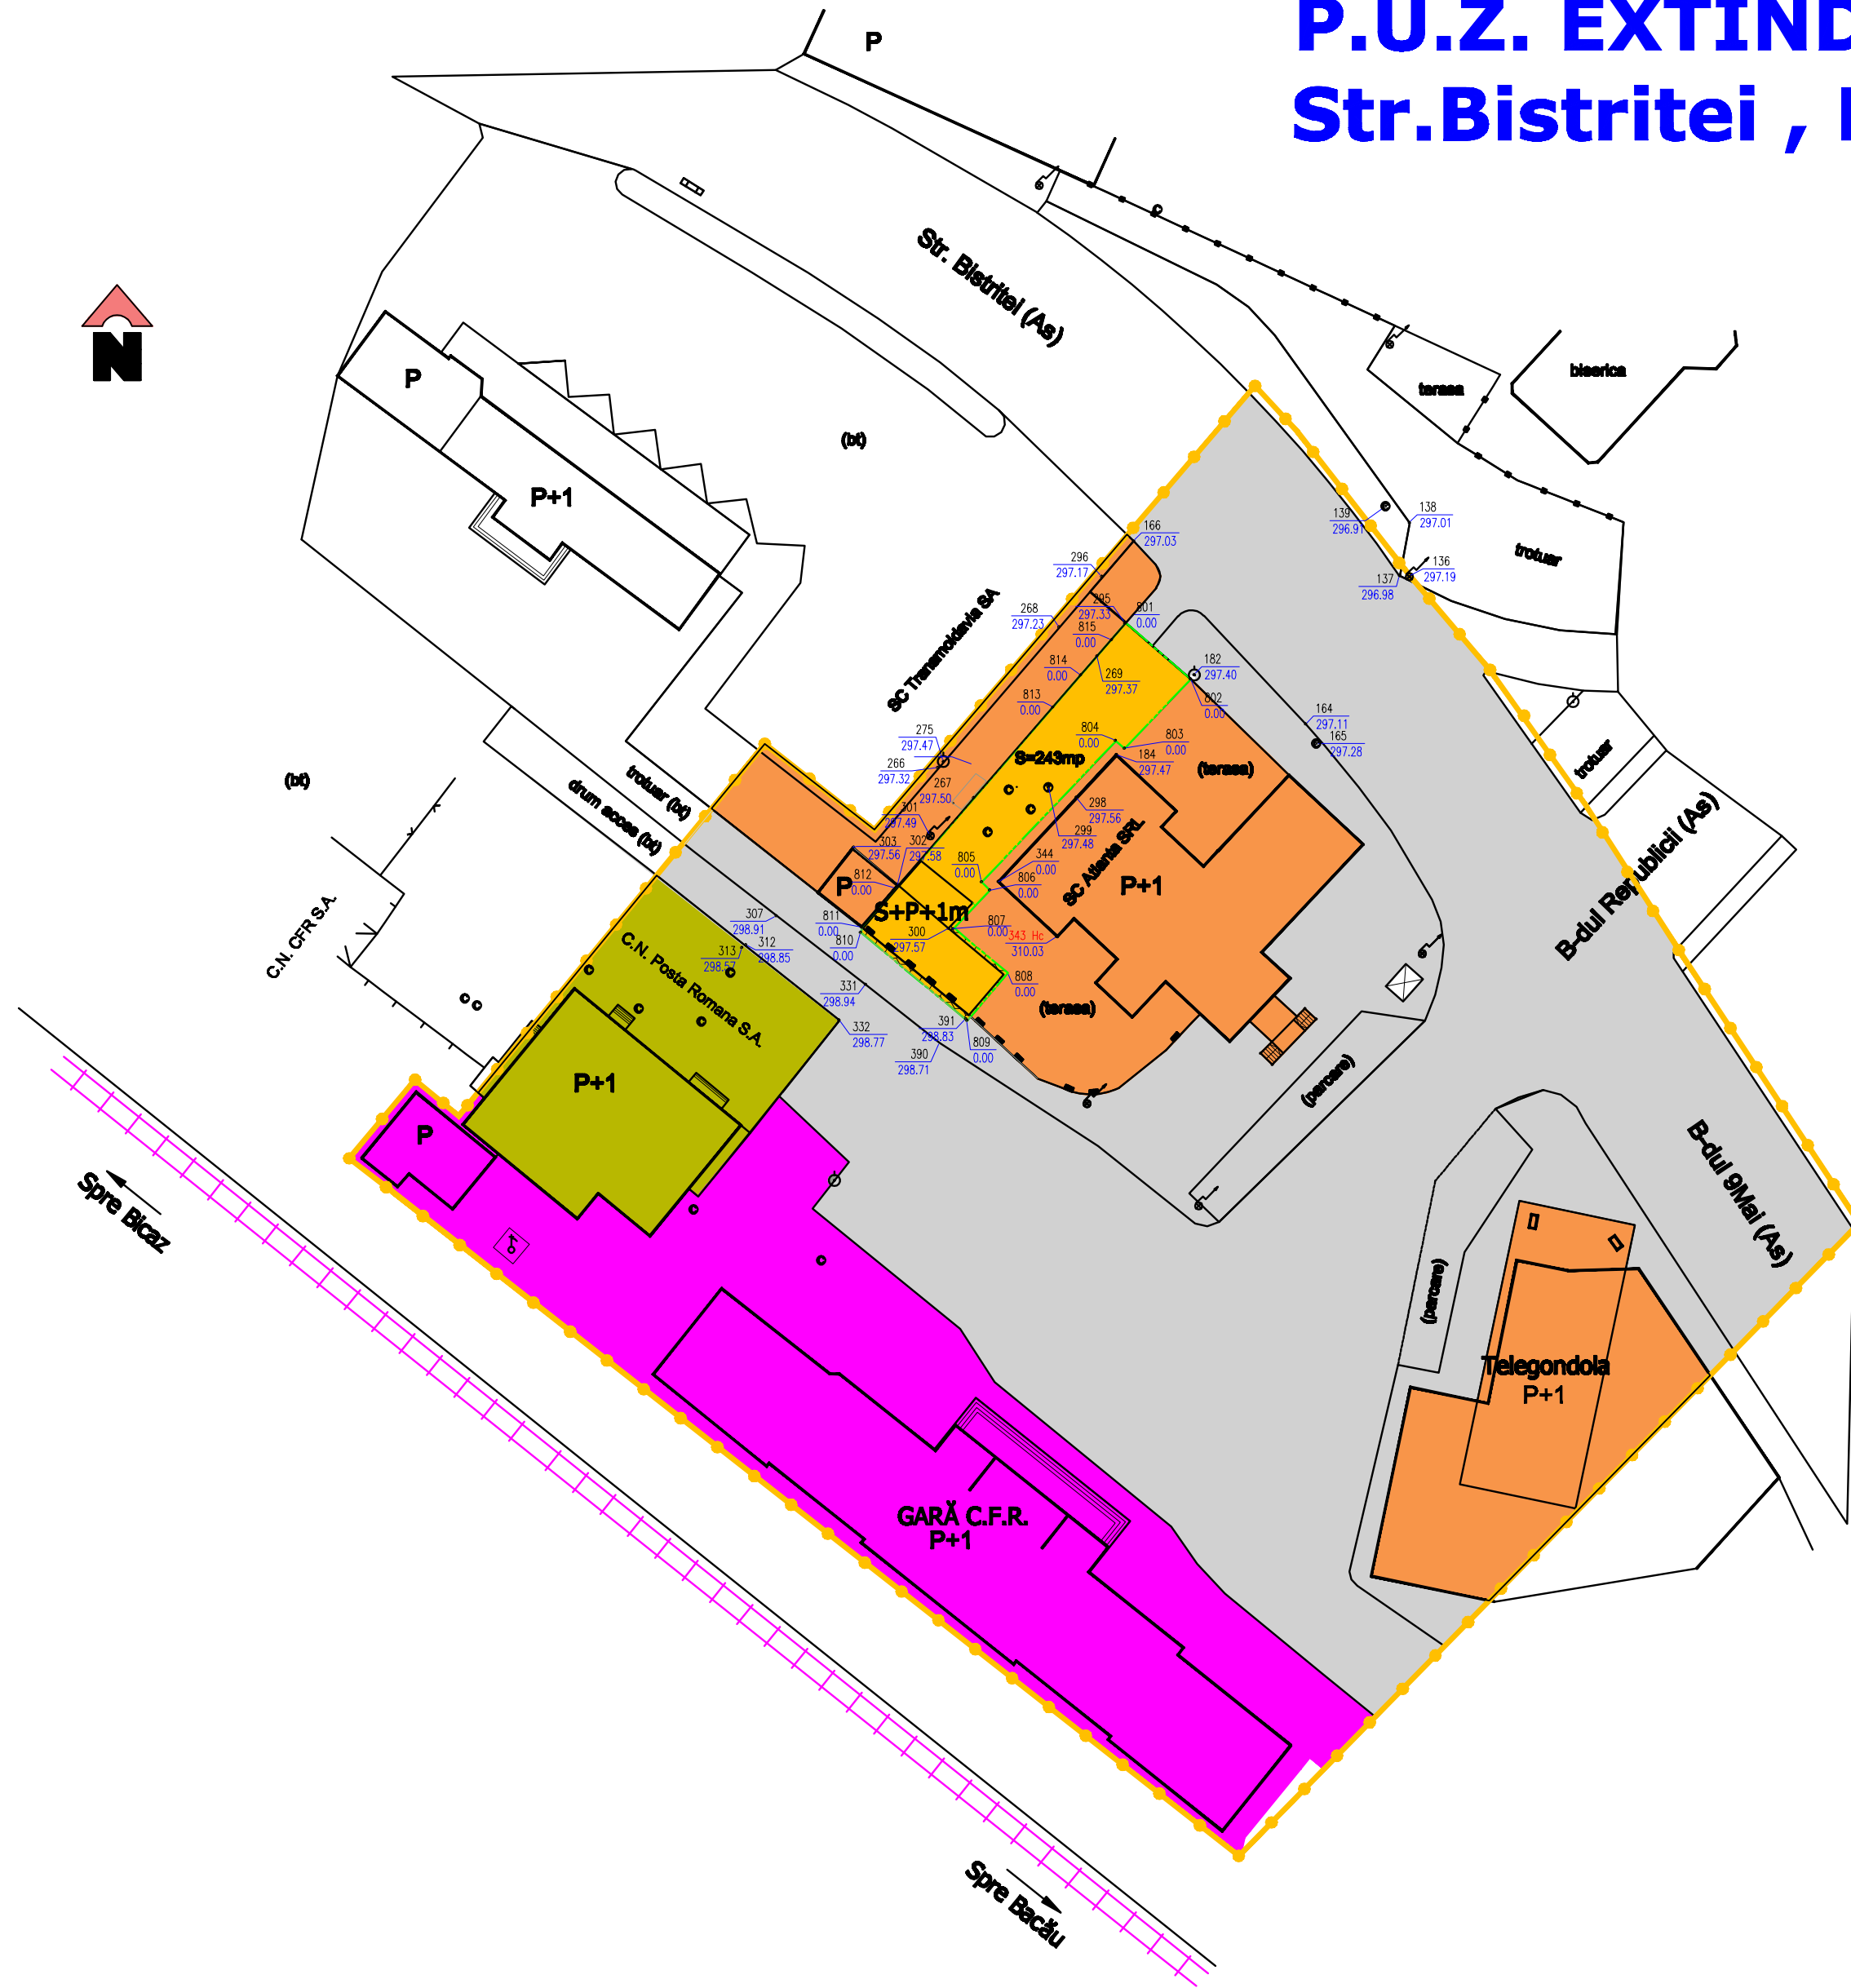 P.U.Z. EXTIND
Str.Bistritei ,
P
Str. Bistritei (As)
N
P
P+1
(bt)
terasa
biserica
trotuar
139
296.91
138
297.01
136
297.19
137
296.98
166
297.03
296
297.17
268
297.23
295
297.33
801
0.00
815
0.00
814
0.00
269
297.37
182
297.40
813
0.00
802
0.00
164
297.11
165
297.28
SC Transmoldavia SA
275
297.47
266
297.32
267
297.50
804
0.00
803
0.00
184
297.47
S=243mp
(terasa)
298
297.56
299
297.48
301
297.49
302
297.58
303
297.56
344
0.00
805
0.00
806
0.00
812
0.00
P
S+P+1m
SC Atlanta SRL
P+1
807
0.00
343 Hc
310.03
300
297.57
811
0.00
810
0.00
808
0.00
(terasa)
391
298.83
809
0.00
390
298.71
307
298.91
313
298.57
312
298.85
331
298.94
332
298.77
trotuar (bt)
drum acces (bt)
(bt)
C.N. CFR S.A.
C.N. Posta Romana S.A.
P+1
P
trotuar
B-dul Republicii (As)
B-dul 9Mai (As)
(parcare)
(parcare)
Telegondola
P+1
Spre Bicaz
GARĂ C.F.R.
P+1
Spre Bacău